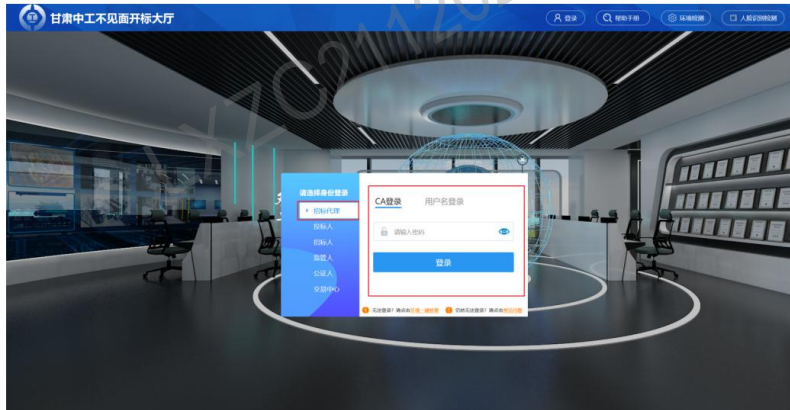 甘肃中工不见面开标大厅
登录
帮助手册
环境检测
人脸识别检测
请选择身份登录
招标代理
投标人
招标人
监管人
公证人
交易中心
CA登录 用户名登录
请输入密码
登录
无法登录？请点击
仍然无法登录？请点击